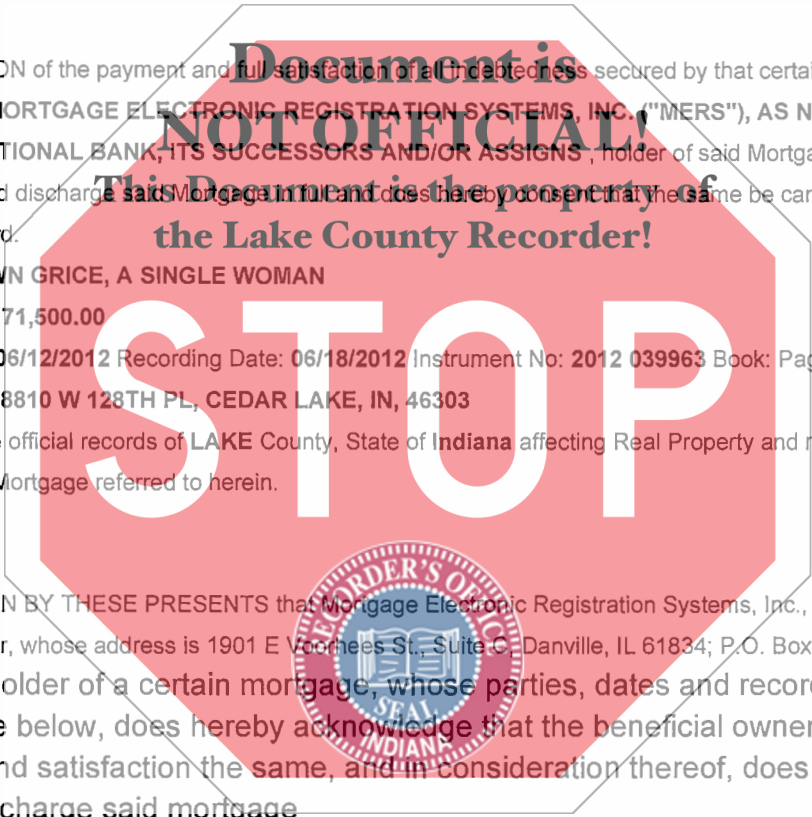 Document is
NOT OFFICIAL!
This Document is the property of
the Lake County Recorder!
STOP
RECORDER'S OFFICE
SEAL
INDIANA
ON of the payment and full satisfaction of all indebtedness secured by that certai
ORTGAGE ELECTRONIC REGISTRATION SYSTEMS, INC. ("MERS"), AS N
TIONAL BANK, ITS SUCCESSORS AND/OR ASSIGNS , holder of said Mortga
d discharge said Mortgage in full and does hereby consent that the same be can
d.
N GRICE, A SINGLE WOMAN
71,500.00
06/12/2012 Recording Date: 06/18/2012 Instrument No: 2012 039963 Book: Pag
8810 W 128TH PL, CEDAR LAKE, IN, 46303
official records of LAKE County, State of Indiana affecting Real Property and
Mortgage referred to herein.
N BY THESE PRESENTS that Mortgage Electronic Registration Systems, Inc.,
r, whose address is 1901 E Voorhees St., Suite C, Danville, IL 61834; P.O. Box
older of a certain mortgage, whose parties, dates and recor
below, does hereby acknowledge that the beneficial owner
nd satisfaction the same, and in consideration thereof, does
charge said mortgage